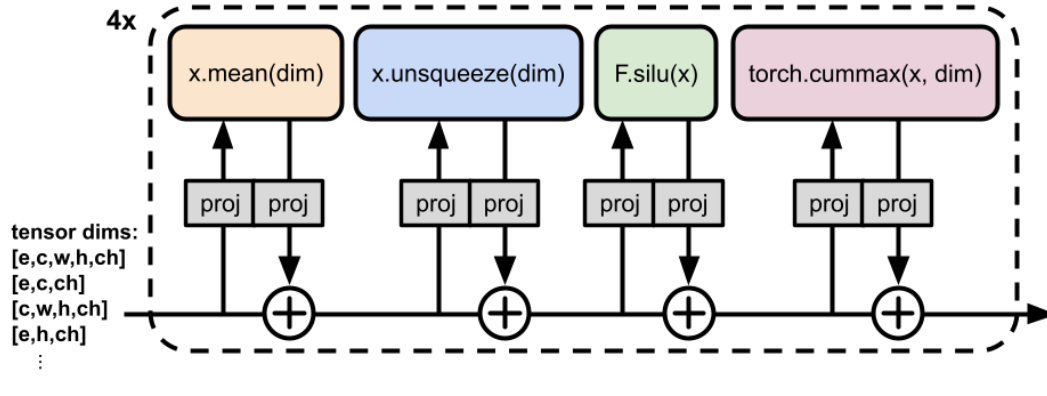 4x
x.mean(dim)
x.unsqueeze(dim)
F.silu(x)
torch.cummax(x, dim)
proj
proj
proj
proj
proj
proj
proj
proj
tensor dims:
[e,c,w,h,ch]
[e,c,ch]
[c,w,h,ch]
[e,h,ch]
⋮